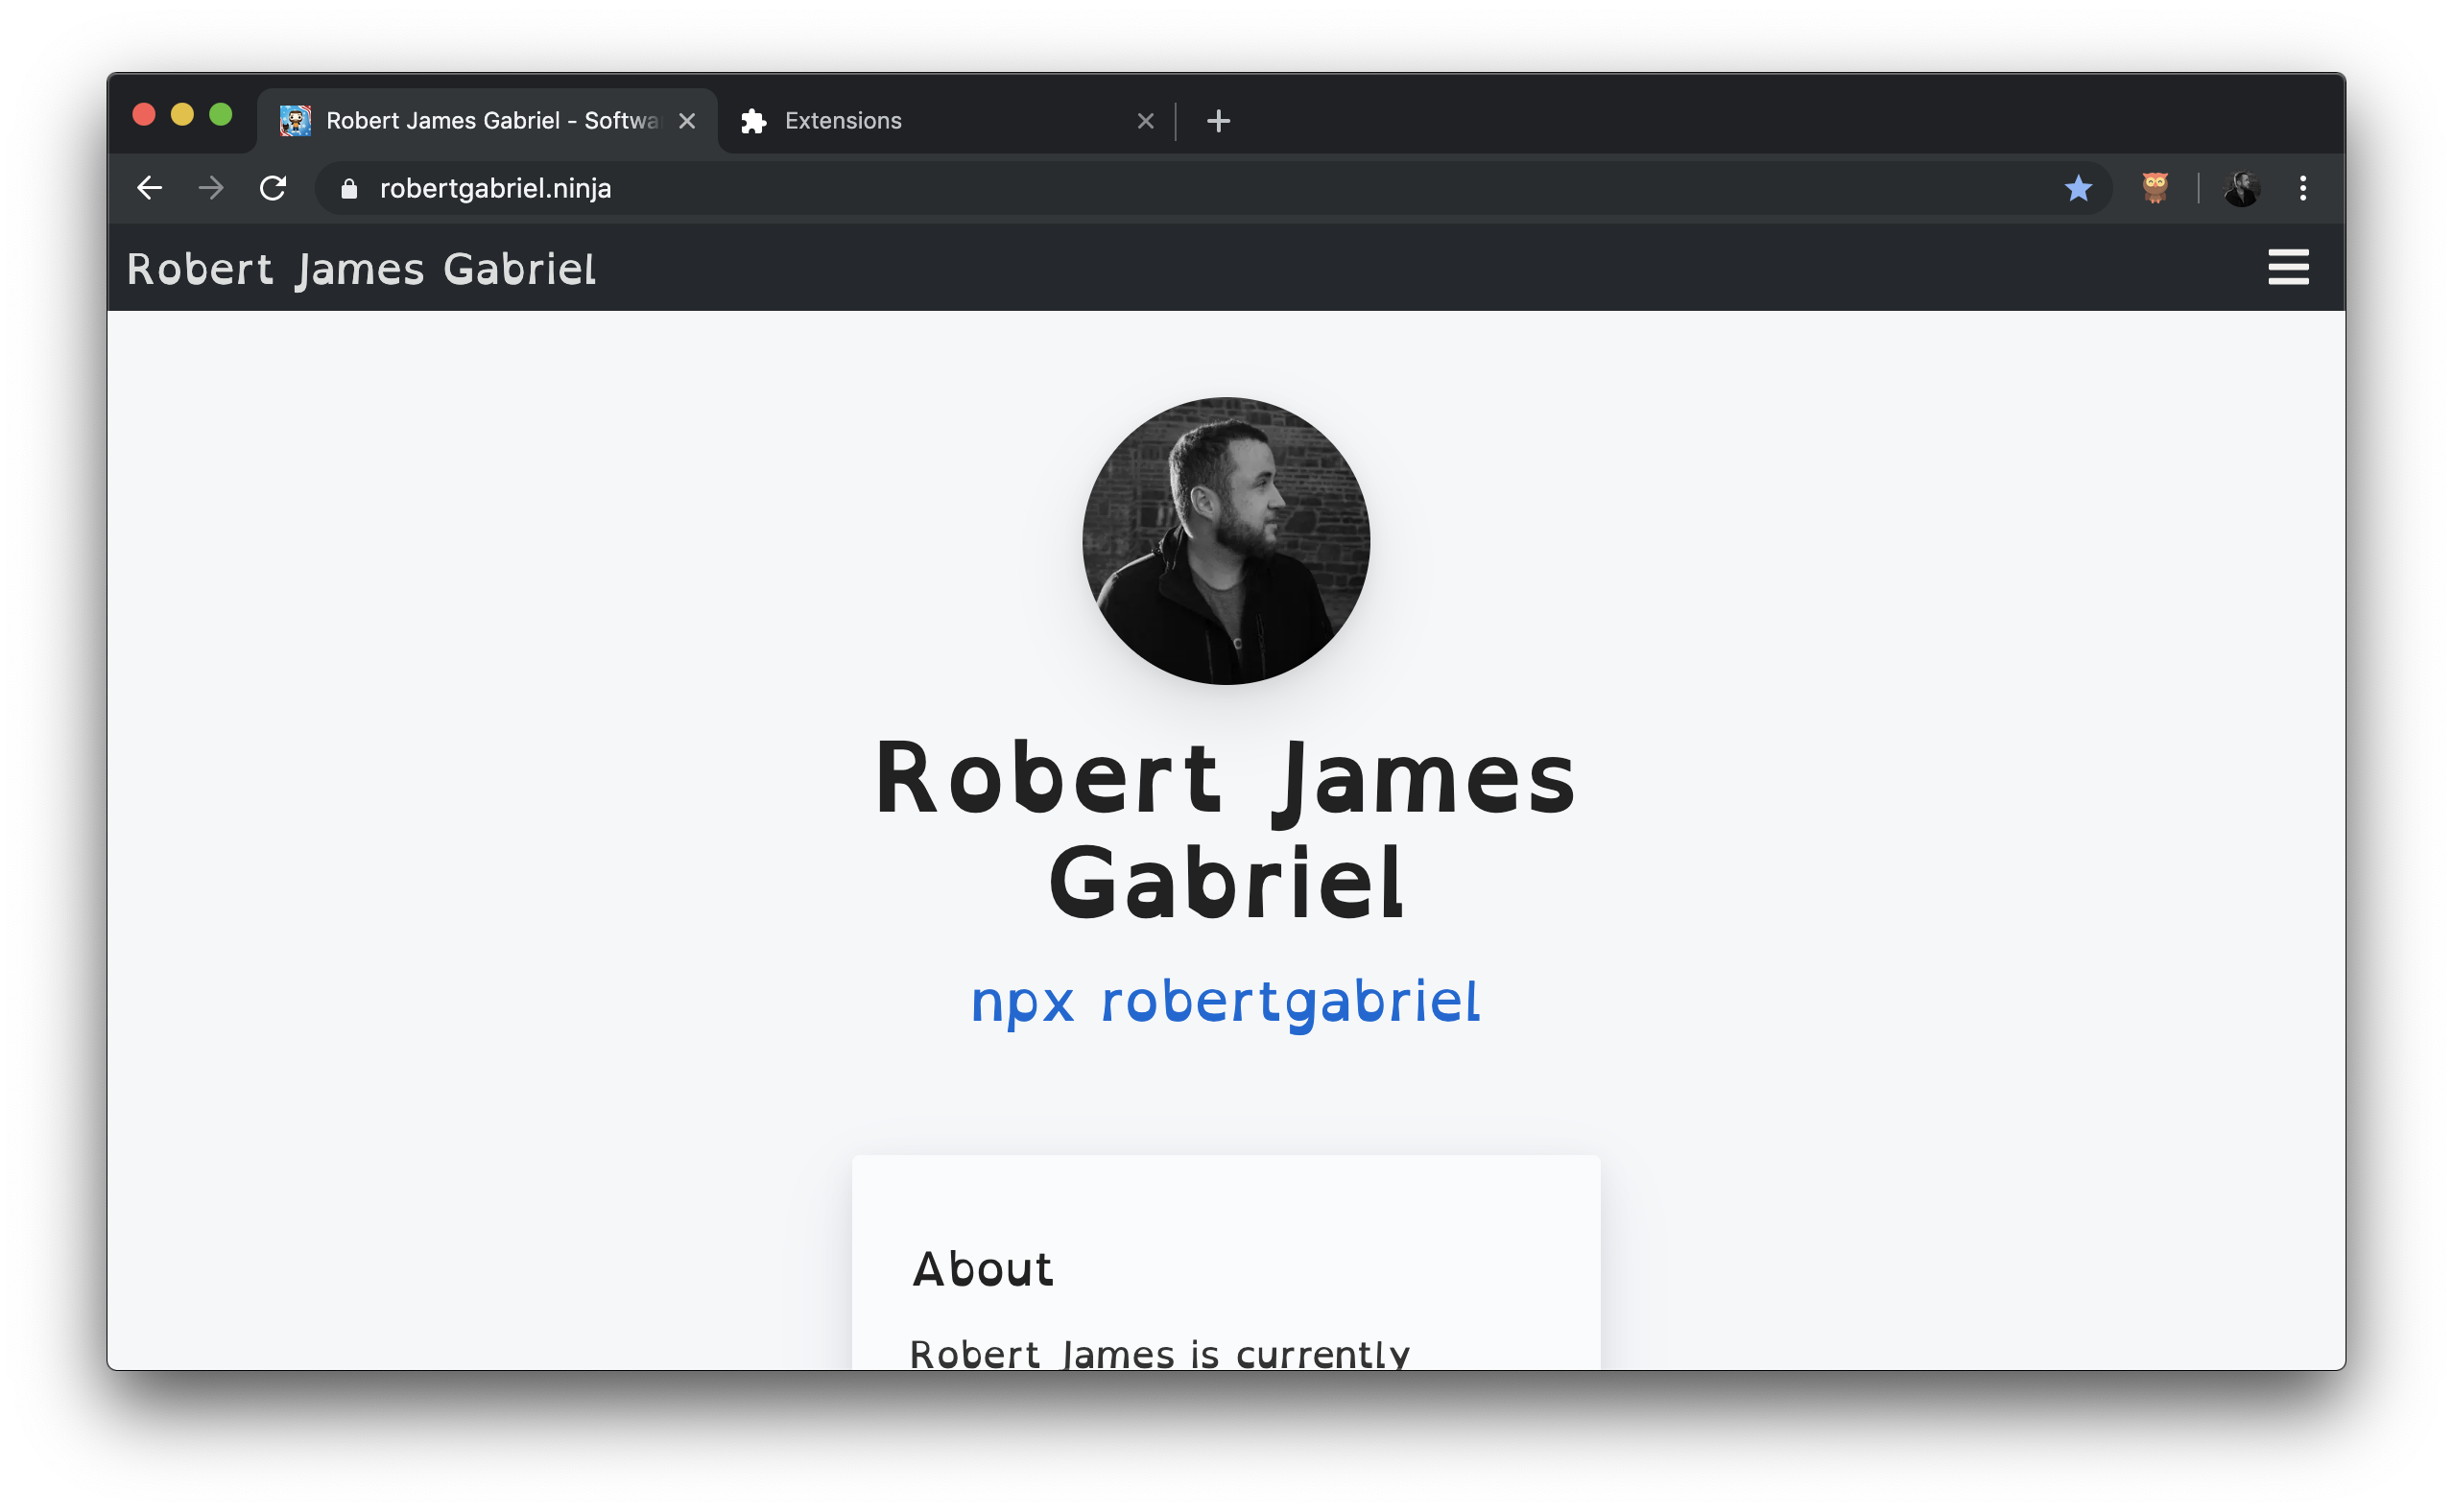 Robert James Gabriel - Softwa
Extensions
robertgabriel.ninja
Robert James Gabriel
Robert James
Gabriel
npx robertgabriel
About
Robert James is currently